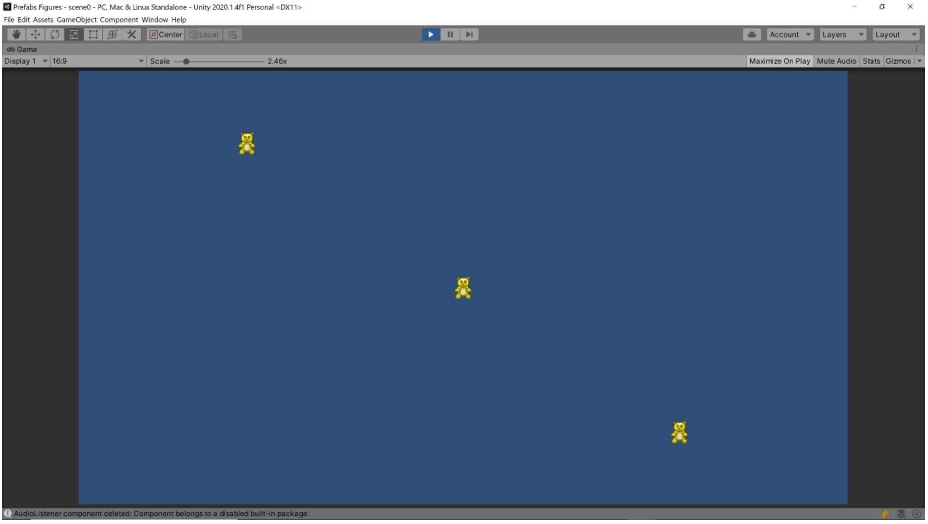 Prefabs Figures - scene0 - PC, Mac & Linux Standalone - Unity 2020.1.4f1 Personal <DX11>
File Edit Assets GameObject Component Window Help
Center Local Account Layers Layout
Game
Display 1 16:9 Scale 2.46x Maximize On Play Mute Audio Stats Gizmos
AudioListener component deleted: Component belongs to a disabled built-in package.